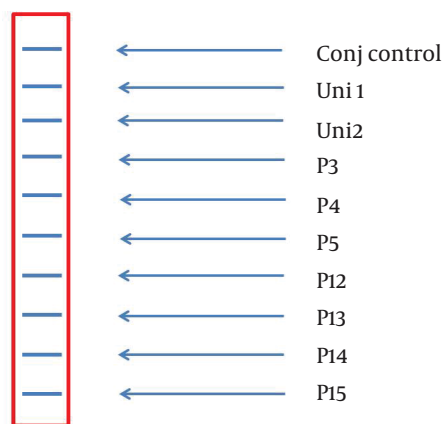 Conj control
Uni 1
Uni2
P3
P4
P5
P12
P13
P14
P15